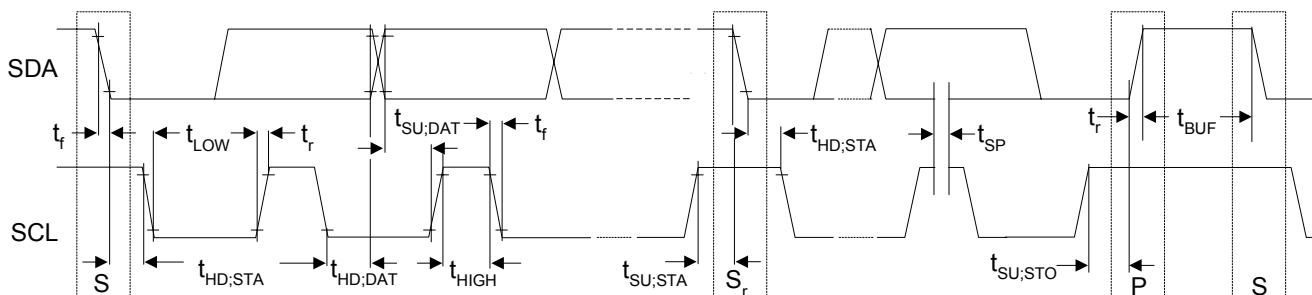 SDA
t_f t_LOW t_r t_SU;DAT t_f t_HD;STA t_SP t_r t_BUF
SCL
S t_HD;STA t_HD;DAT t_HIGH t_SU;STA S_r t_SU;STO P S